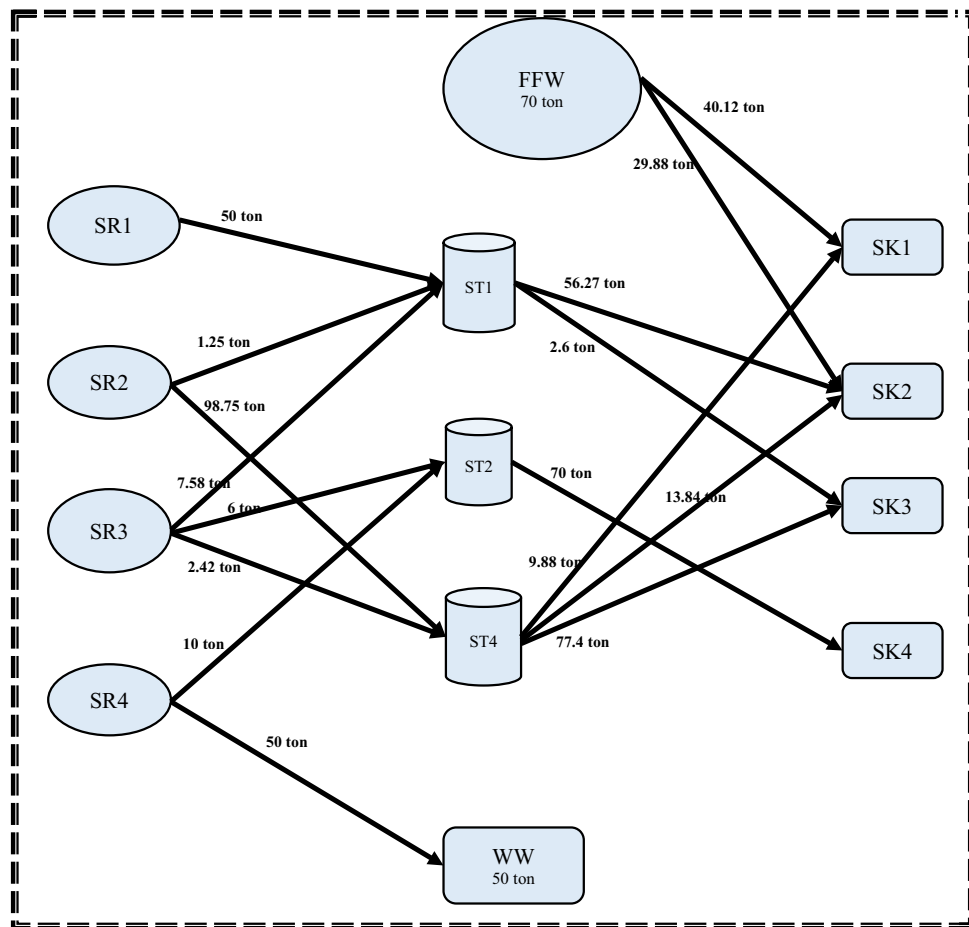 FFW
70 ton
40.12 ton
29.88 ton
SR1
50 ton
SK1
ST1
56.27 ton
1.25 ton
2.6 ton
SR2
SK2
98.75 ton
ST2
70 ton
7.58 ton
6 ton
13.84 ton
SK3
SR3
2.42 ton
9.88 ton
ST4
77.4 ton
10 ton
SK4
SR4
50 ton
WW
50 ton